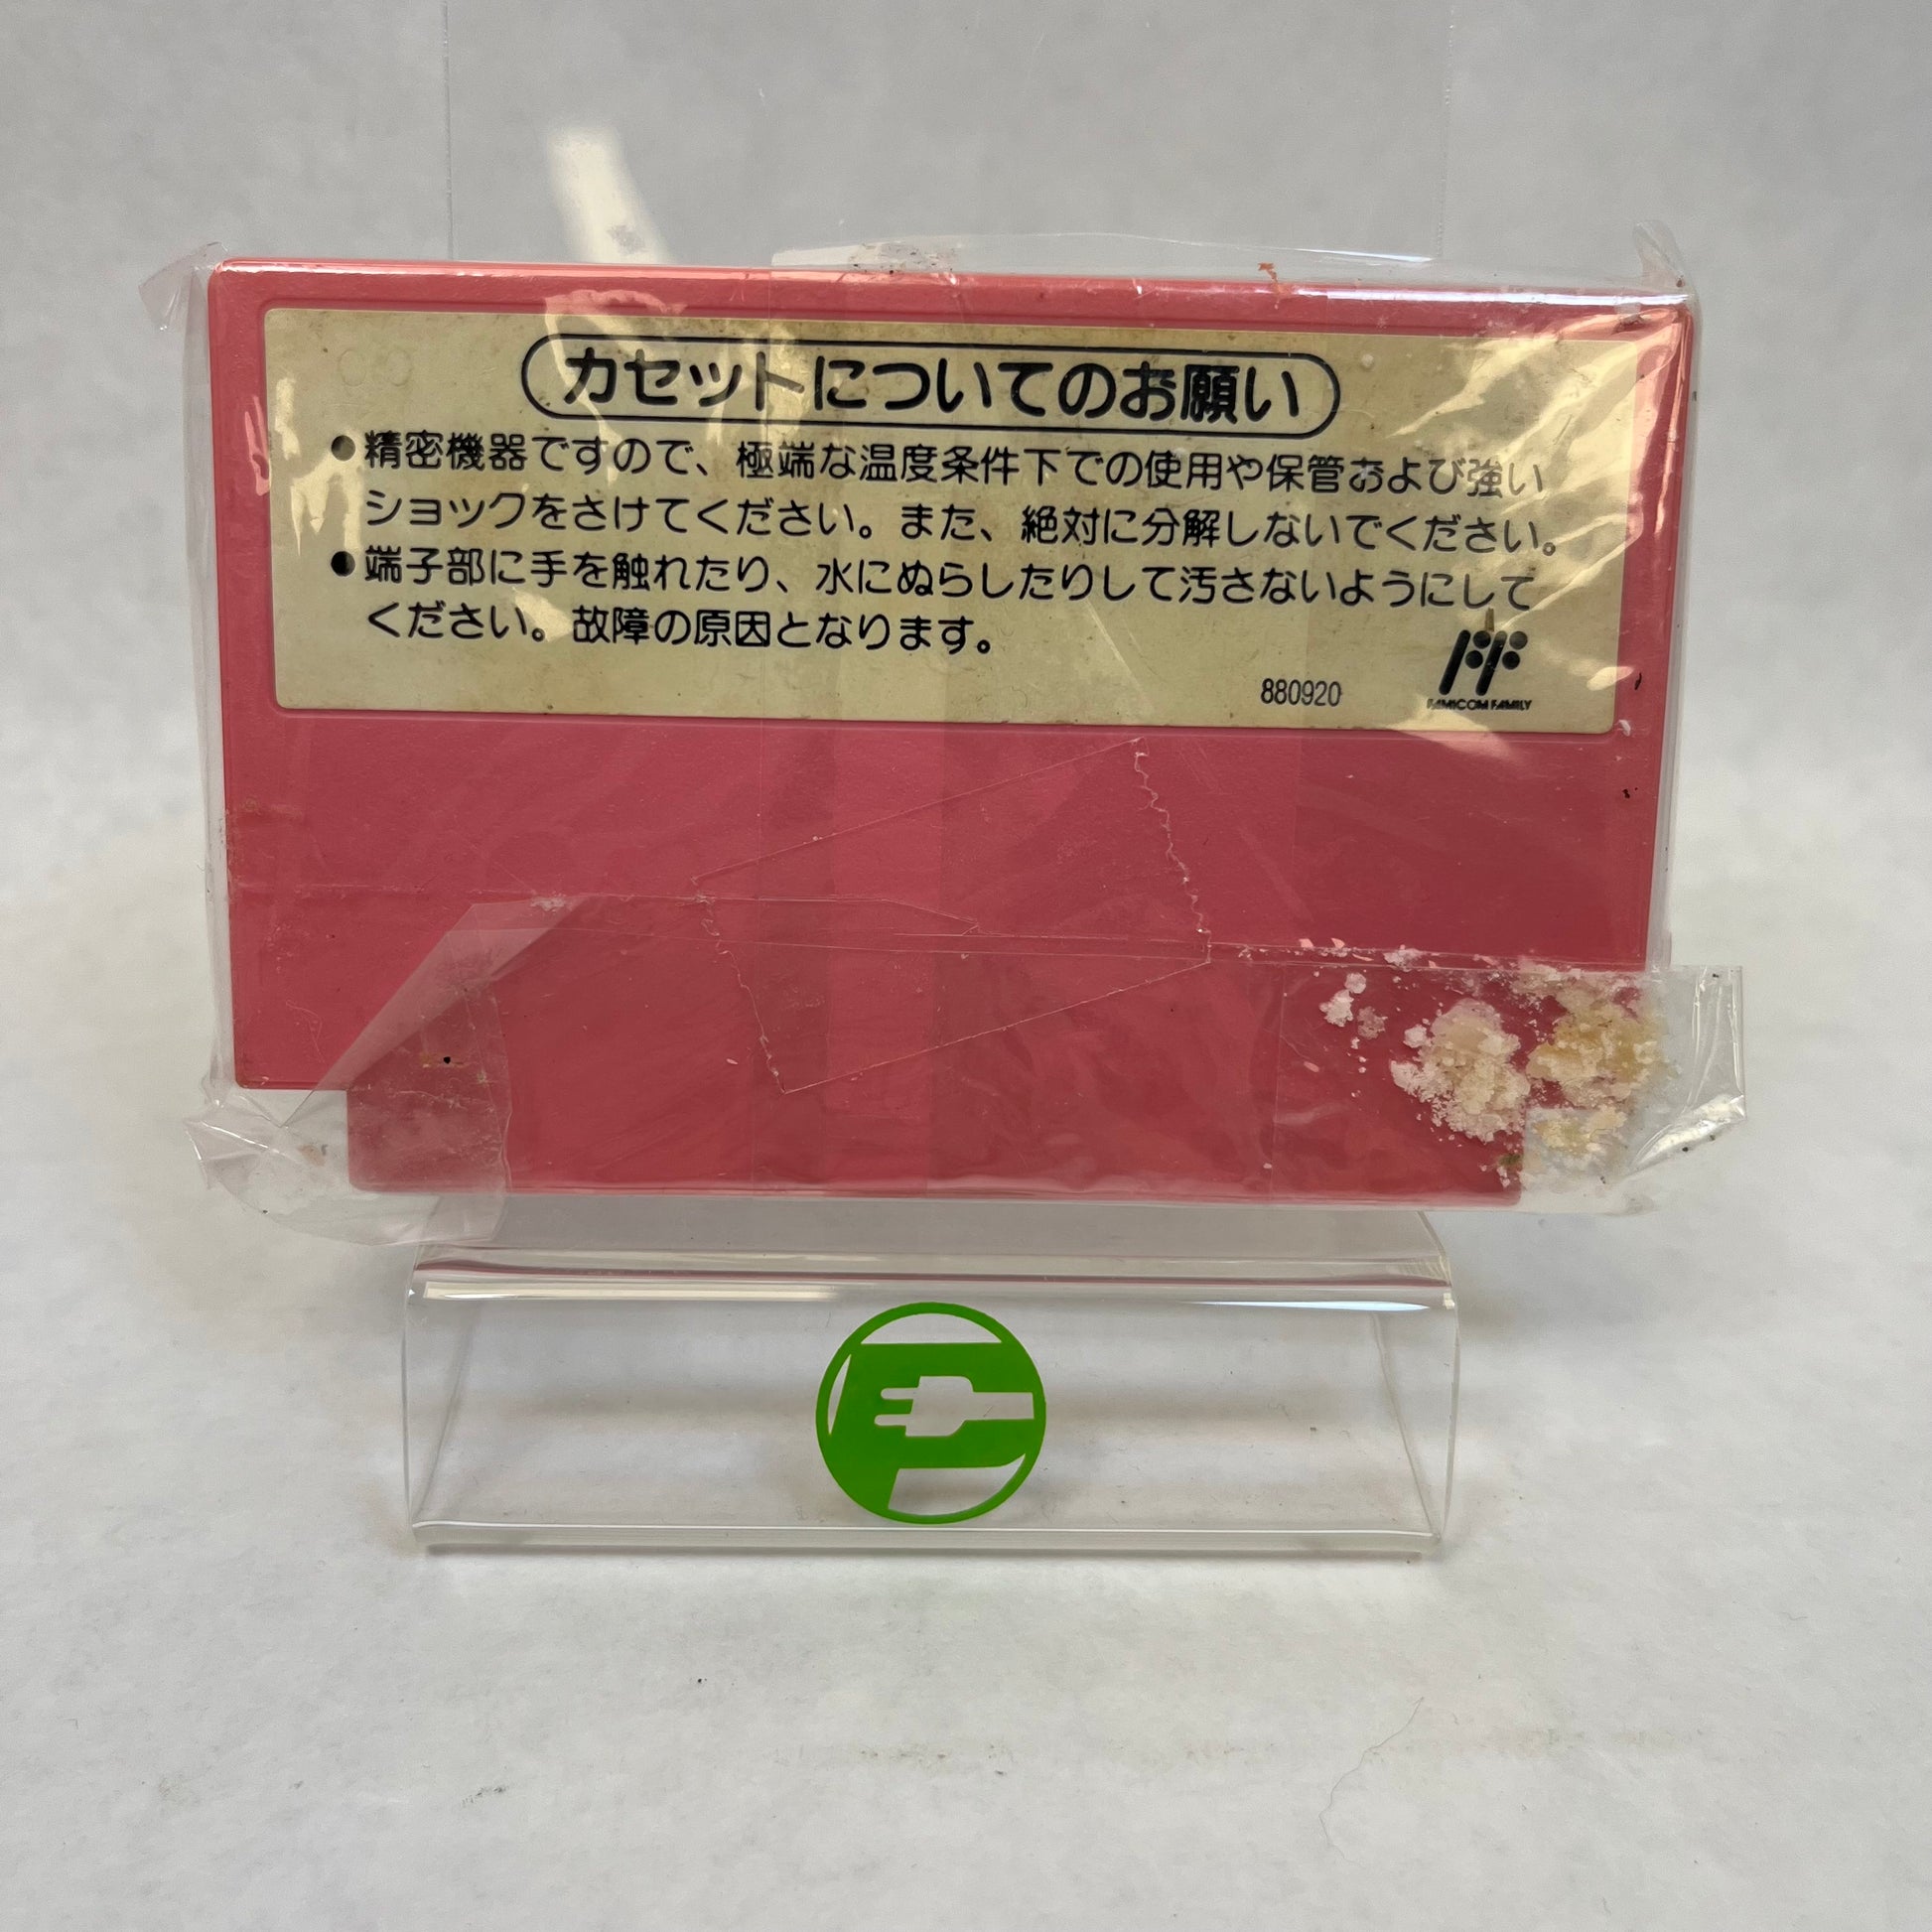 カセットについてのお願い
●精密機器ですので、極端な温度条件下での使用や保管および強い
ショックをさけてください。また、絶対に分解しないでください。
●端子部に手を触れたり、水にぬらしたりして汚さないようにして
ください。故障の原因となります。
880920
FAMICOM FAMILY